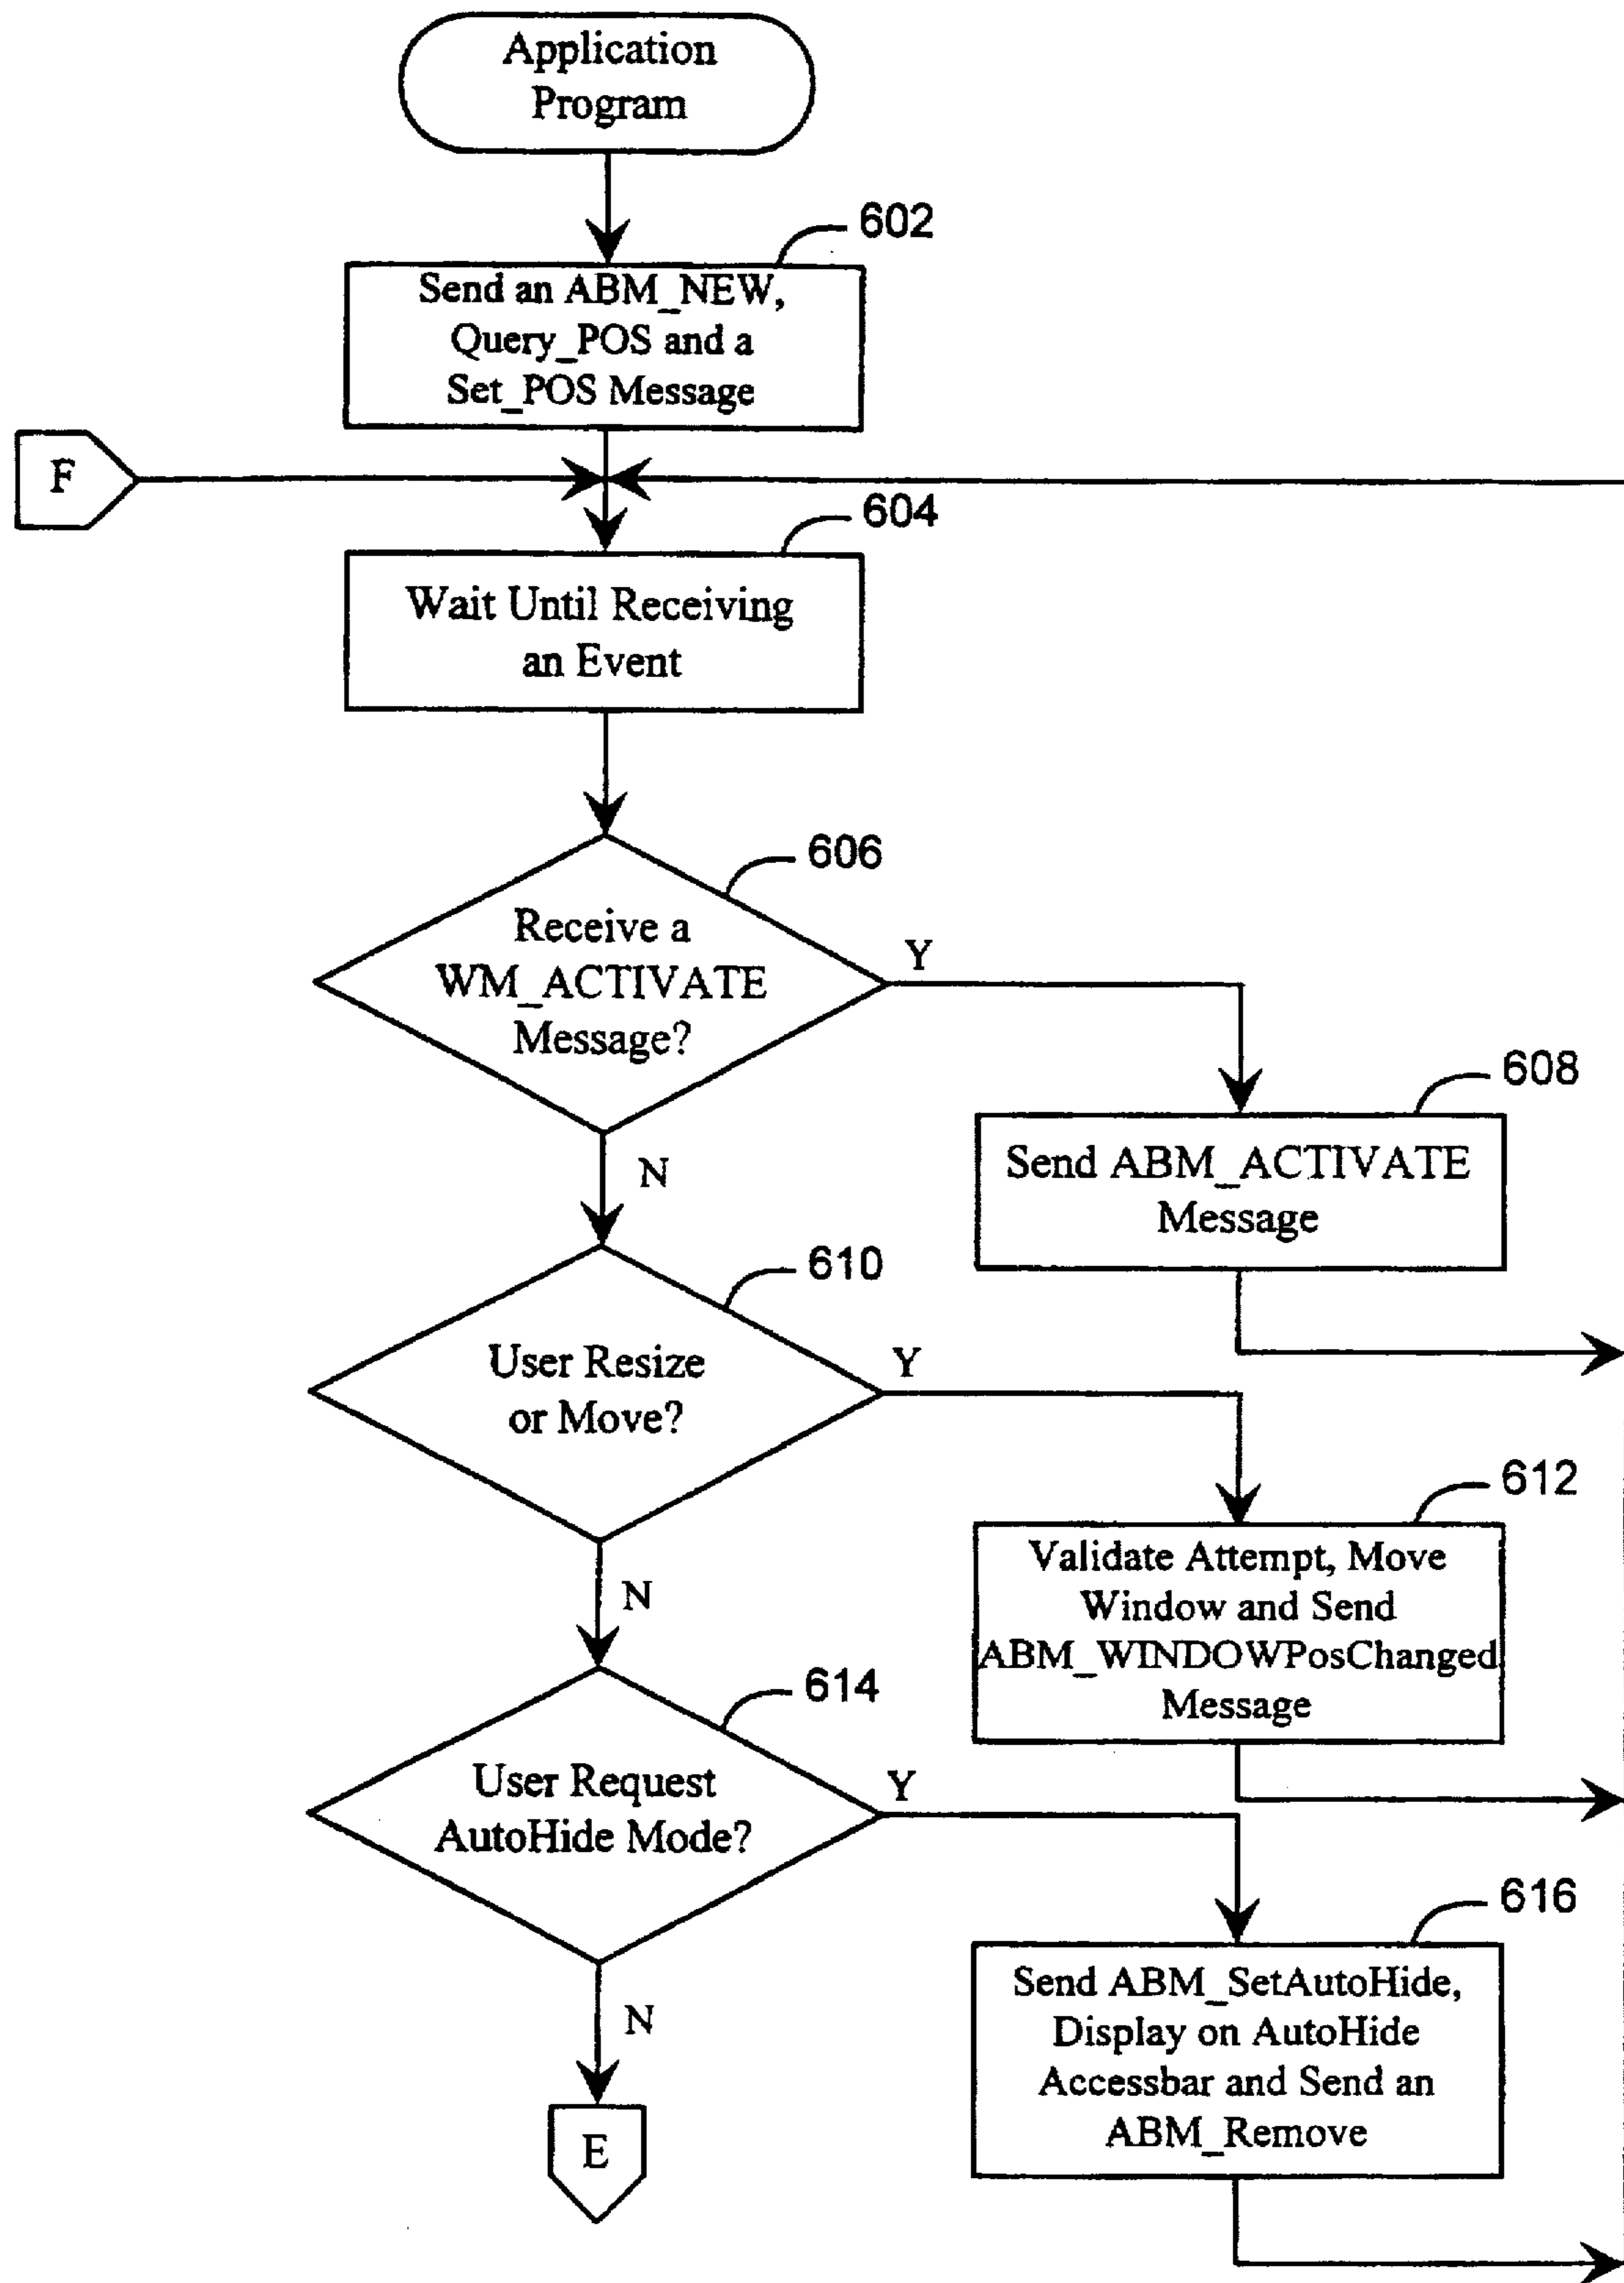 Application
Program
602
Send an ABM_NEW,
Query_POS and a
Set_POS Message
F
604
Wait Until Receiving
an Event
606
Receive a
WM_ACTIVATE
Message?
Y
N
608
Send ABM_ACTIVATE
Message
610
User Resize
or Move?
Y
N
612
Validate Attempt, Move
Window and Send
ABM_WINDOWPosChanged
Message
614
User Request
AutoHide Mode?
Y
N
616
Send ABM_SetAutoHide,
Display on AutoHide
Accessbar and Send an
ABM_Remove
E